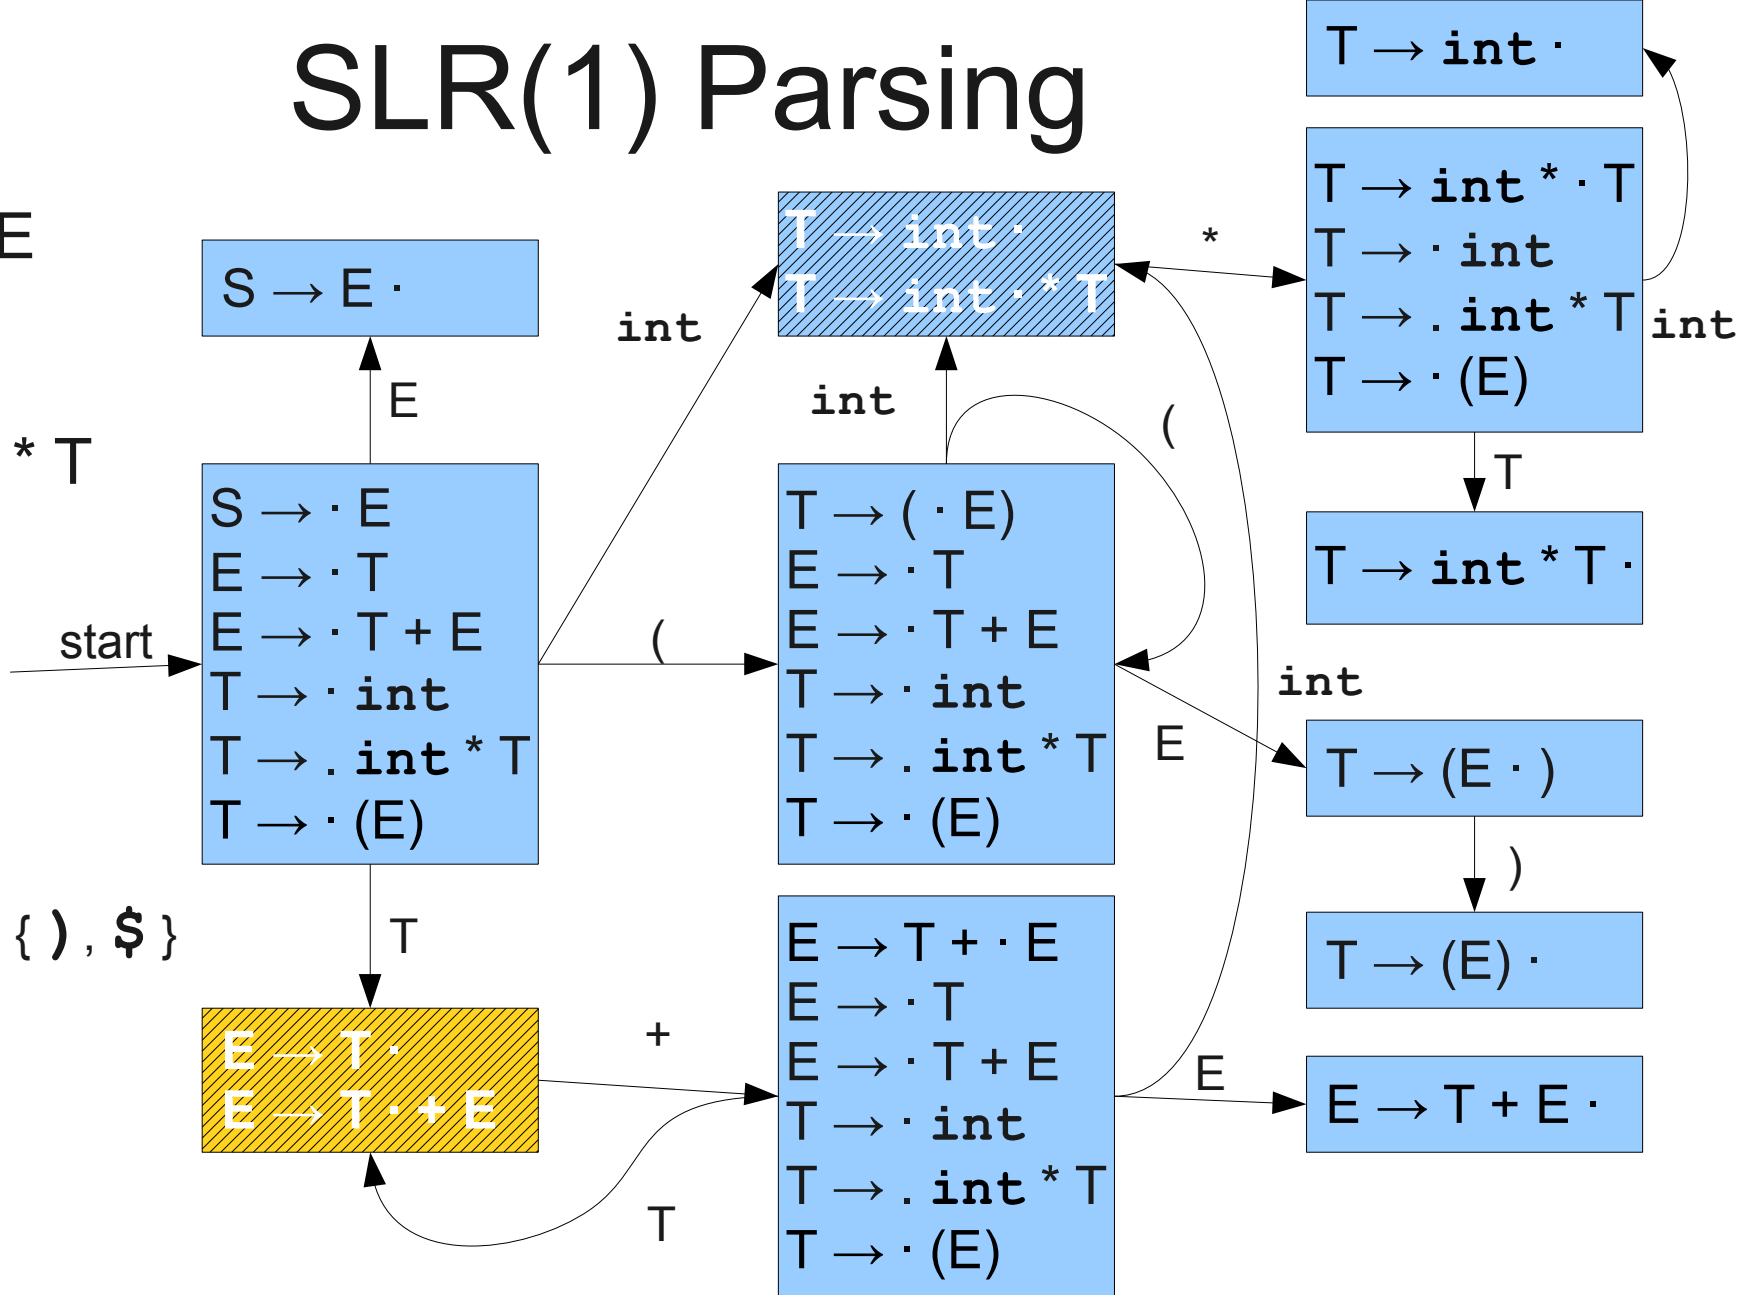 SLR(1) Parsing
E
* T
{ ), $ }
start
S → E ·
E
S → · E
E → · T
E → · T + E
T → · int
T → . int * T
T → · (E)
T
E → T ·
E → T · + E
+
T
int
(
T → int ·
T → int · * T
int
(
T → ( · E)
E → · T
E → · T + E
T → · int
T → . int * T
T → · (E)
E → T + · E
E → · T
E → · T + E
T → · int
T → . int * T
T → · (E)
*
int
E
E
T → int ·
T → int * · T
T → · int
T → . int * T
T → · (E)
int
T
T → int * T ·
T → (E · )
)
T → (E) ·
E → T + E ·